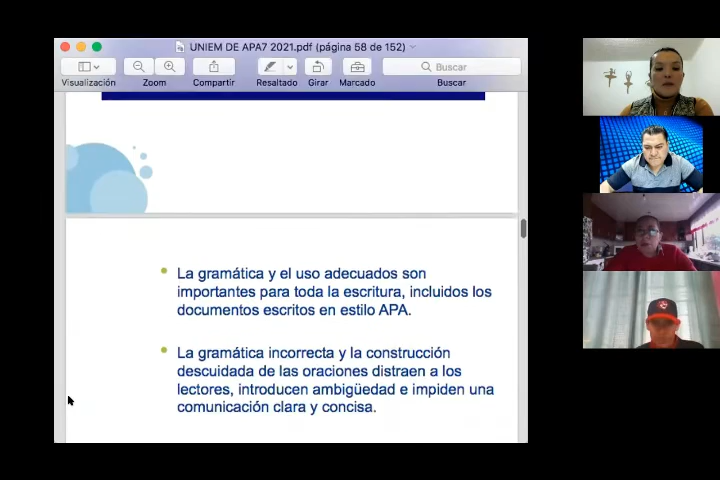 UNIEM DE APA7 2021.pdf (página 58 de 152)
Buscar
Visualización Zoom Compartir Resaltado Girar Marcado Buscar
La gramática y el uso adecuados son
importantes para toda la escritura, incluidos los
documentos escritos en estilo APA.
La gramática incorrecta y la construcción
descuidada de las oraciones distraen a los
lectores, introducen ambigüedad e impiden una
comunicación clara y concisa.